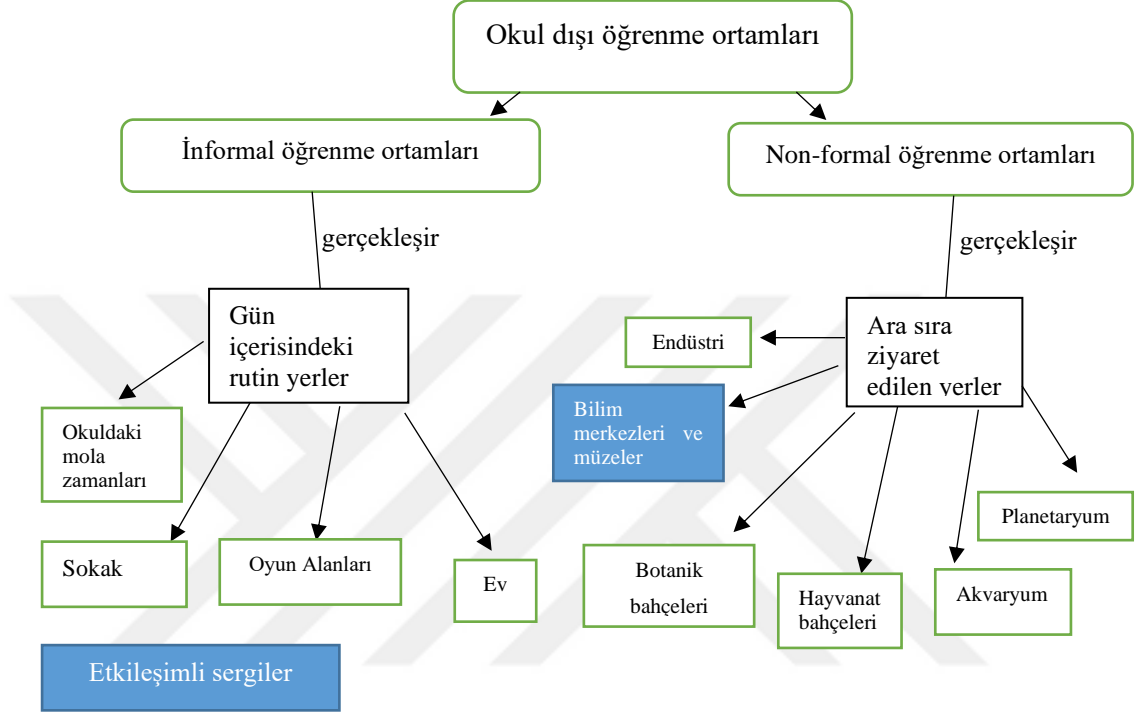 Okul dışı öğrenme ortamları
İnformal öğrenme ortamları
Non-formal öğrenme ortamları
gerçekleşir
gerçekleşir
Gün
içerisindeki
rutin yerler
Ara sıra
ziyaret
edilen yerler
Endüstri
Bilim
merkezleri ve
müzeler
Okuldaki
mola
zamanları
Planetaryum
Sokak
Oyun Alanları
Ev
Botanik
bahçeleri
Hayvanat
bahçeleri
Akvaryum
Etkileşimli sergiler